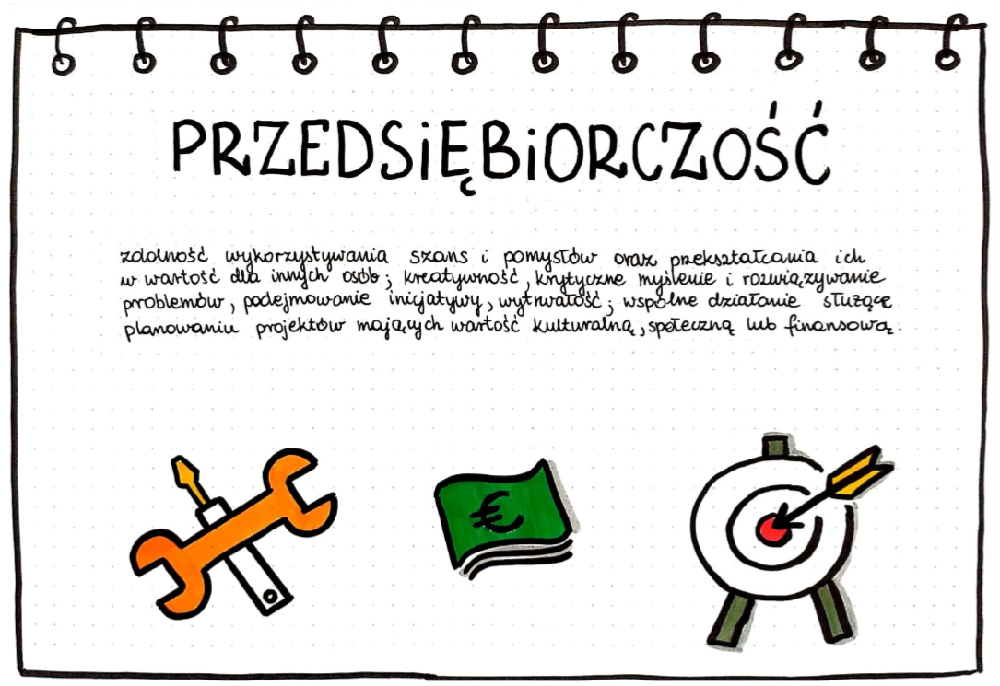 PRZEDSiĘBiORCZOŚĆ
zdolność wykorzystywania szans i pomysłów oraz przekształcania ich
w wartość dla innych osób; kreatywność, krytyczne myślenie i rozwiązywanie
problemów, podejmowanie inicjatywy, wytrwałość; wspólne działanie służące
planowaniu projektów mających wartość kulturalną, społeczną lub finansową.
€